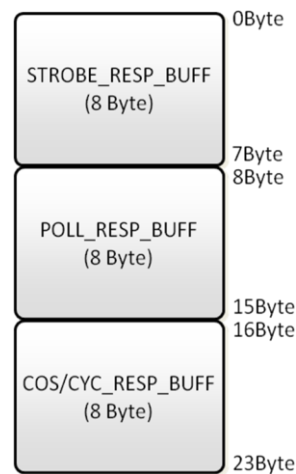 0Byte
STROBE_RESP_BUFF
(8 Byte)
7Byte
8Byte
POLL_RESP_BUFF
(8 Byte)
15Byte
16Byte
COS/CYC_RESP_BUFF
(8 Byte)
23Byte